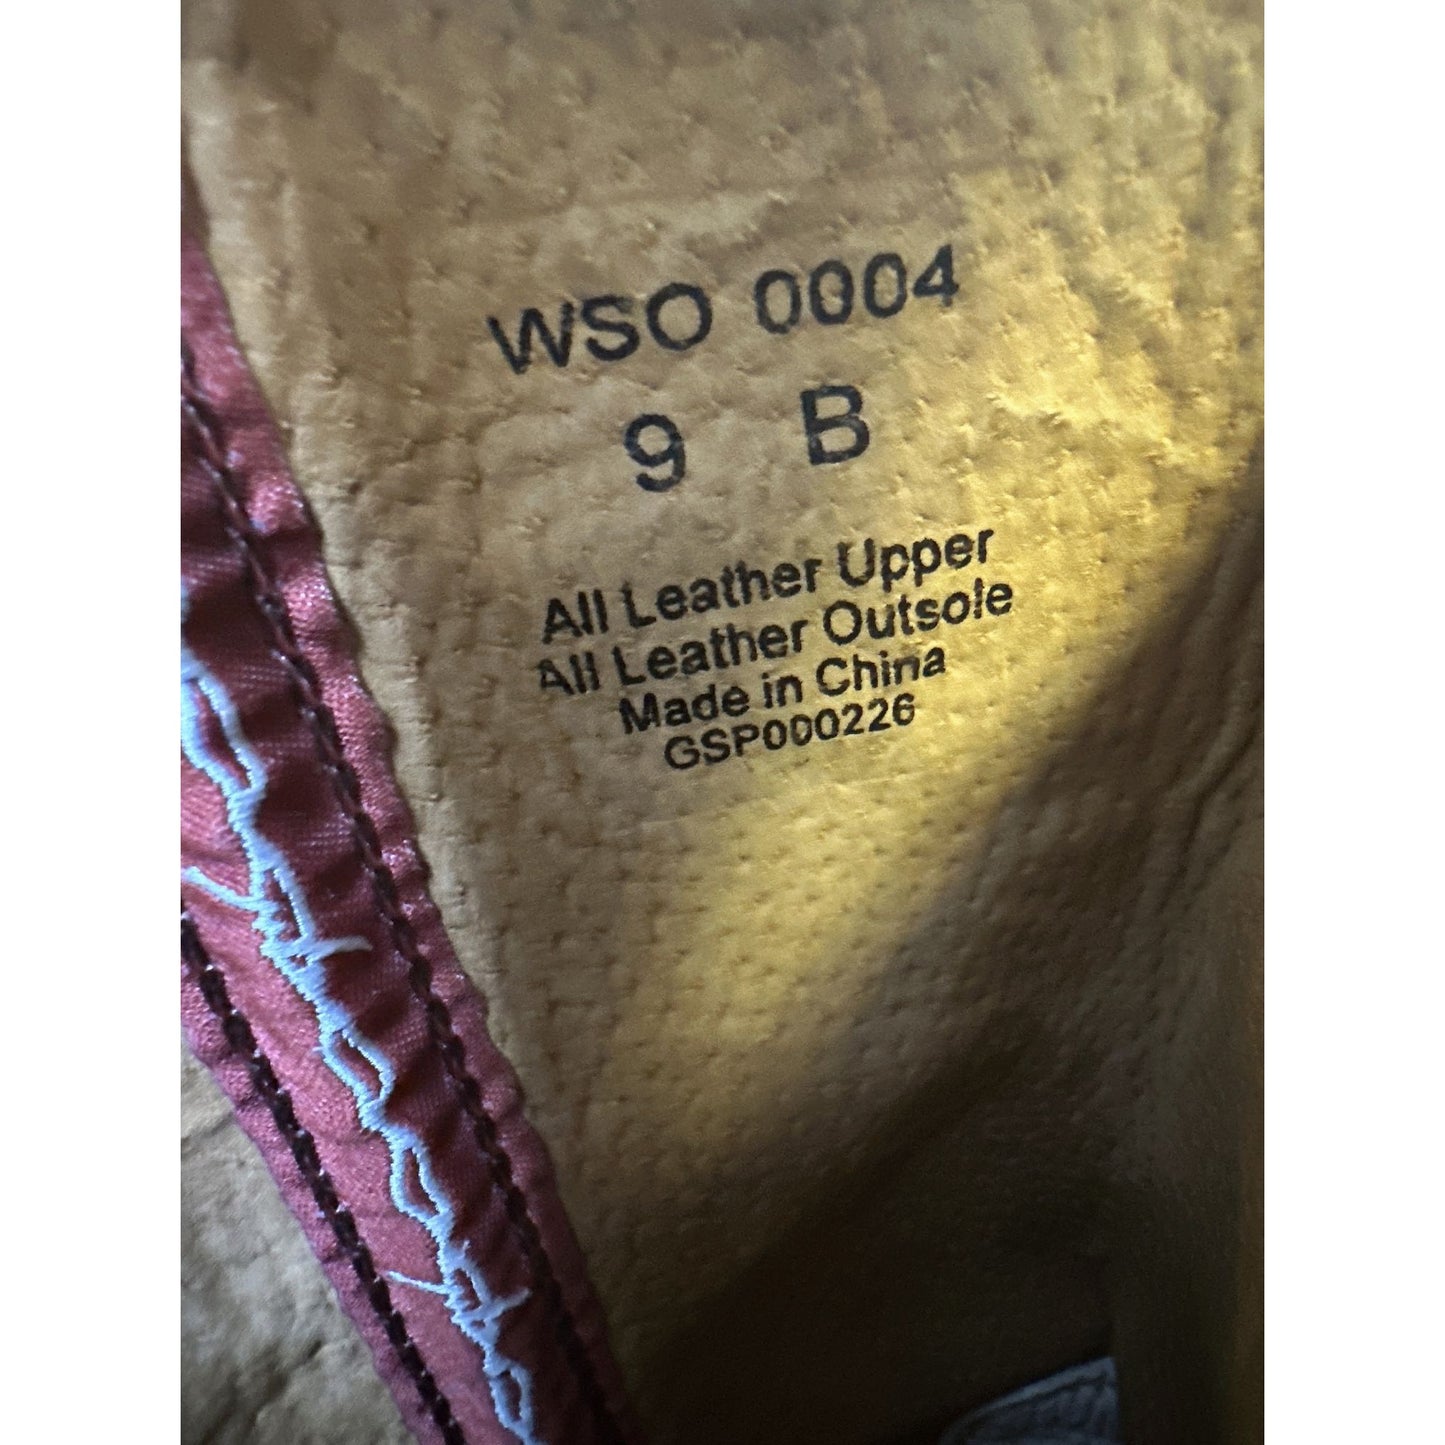 WSO 0004
9 B
All Leather Upper
All Leather Outsole
Made in China
GSP000226